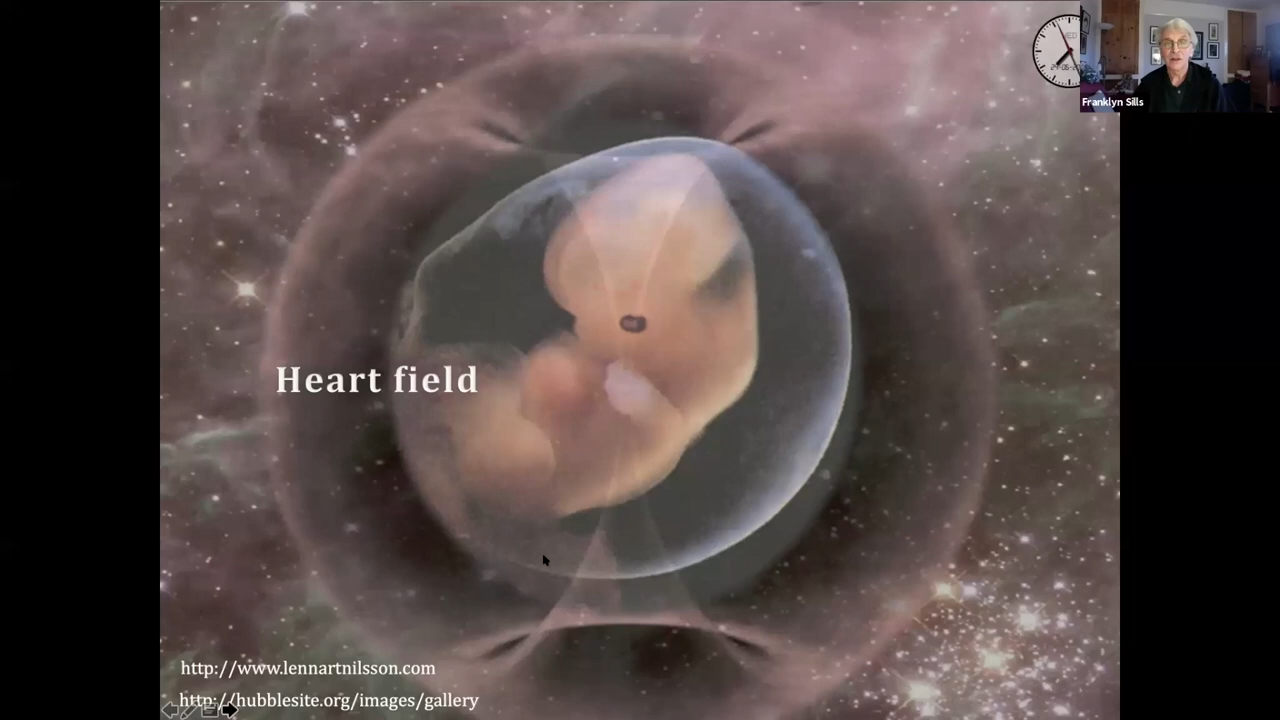 Franklyn Sills
Heart field
http://www.lennartnilsson.com
http://hubblesite.org/images/gallery